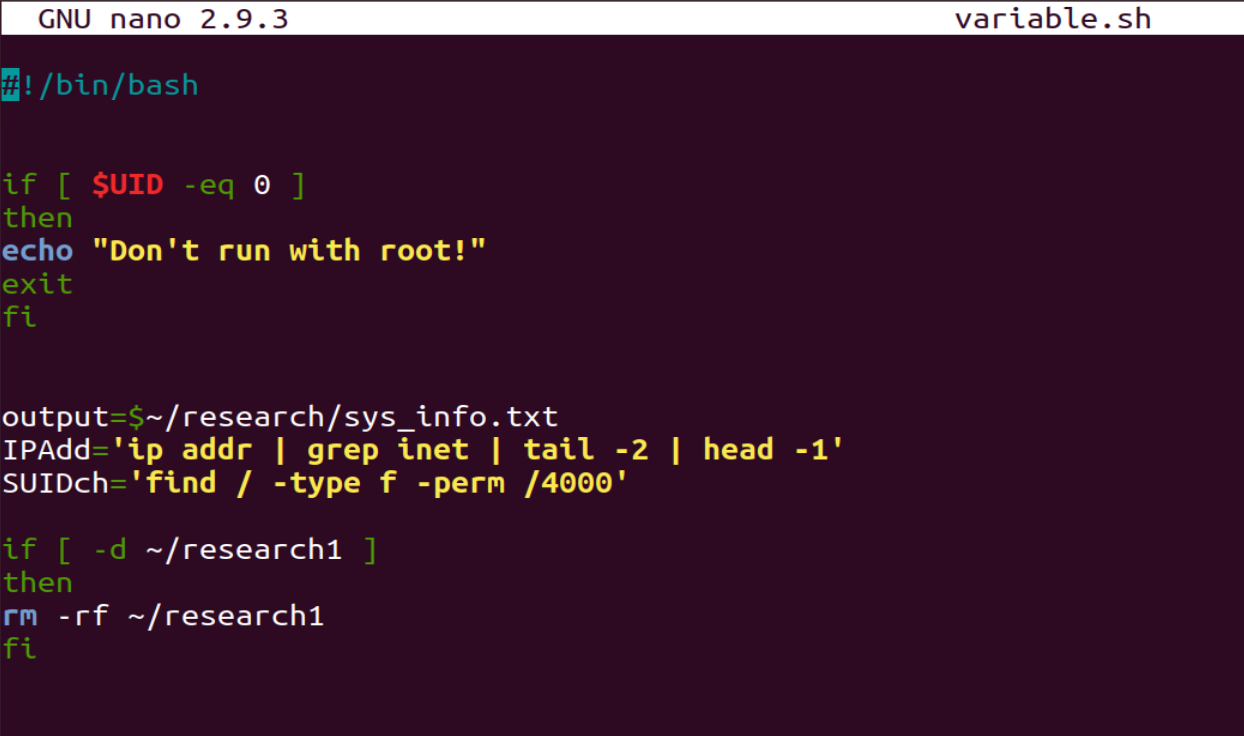 GNU nano 2.9.3 variable.sh
#!/bin/bash
if [ $UID -eq 0 ]
then
echo "Don't run with root!"
exit
fi
output=$~/research/sys_info.txt
IPAdd='ip addr | grep inet | tail -2 | head -1'
SUIDch='find / -type f -perm /4000'
if [ -d ~/research1 ]
then
rm -rf ~/research1
fi